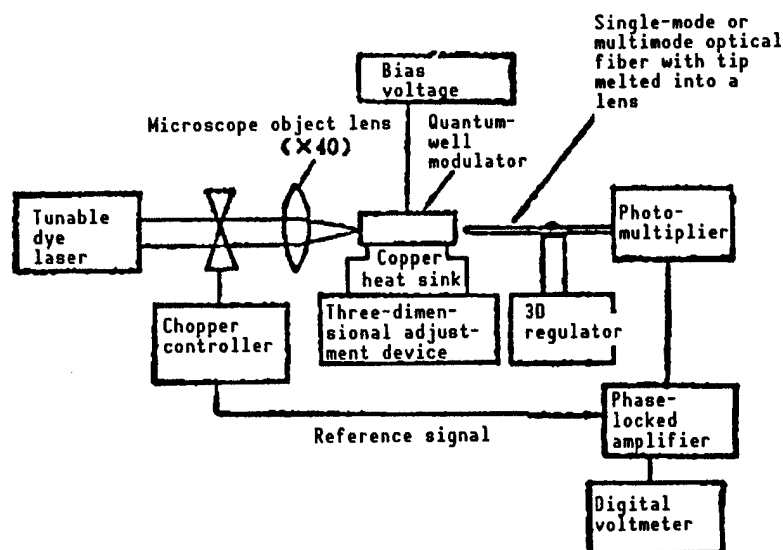 Single-mode or
multimode optical
fiber with tip
melted into a
lens
Bias
voltage
Microscope object lens
(×40)
Quantum-
well
modulator
Tunable
dye
laser
Photo-
multiplier
Copper
heat sink
Chopper
controller
Three-dimen-
sional adjust-
ment device
3D
regulator
Reference signal
Phase-
locked
amplifier
Digital
voltmeter